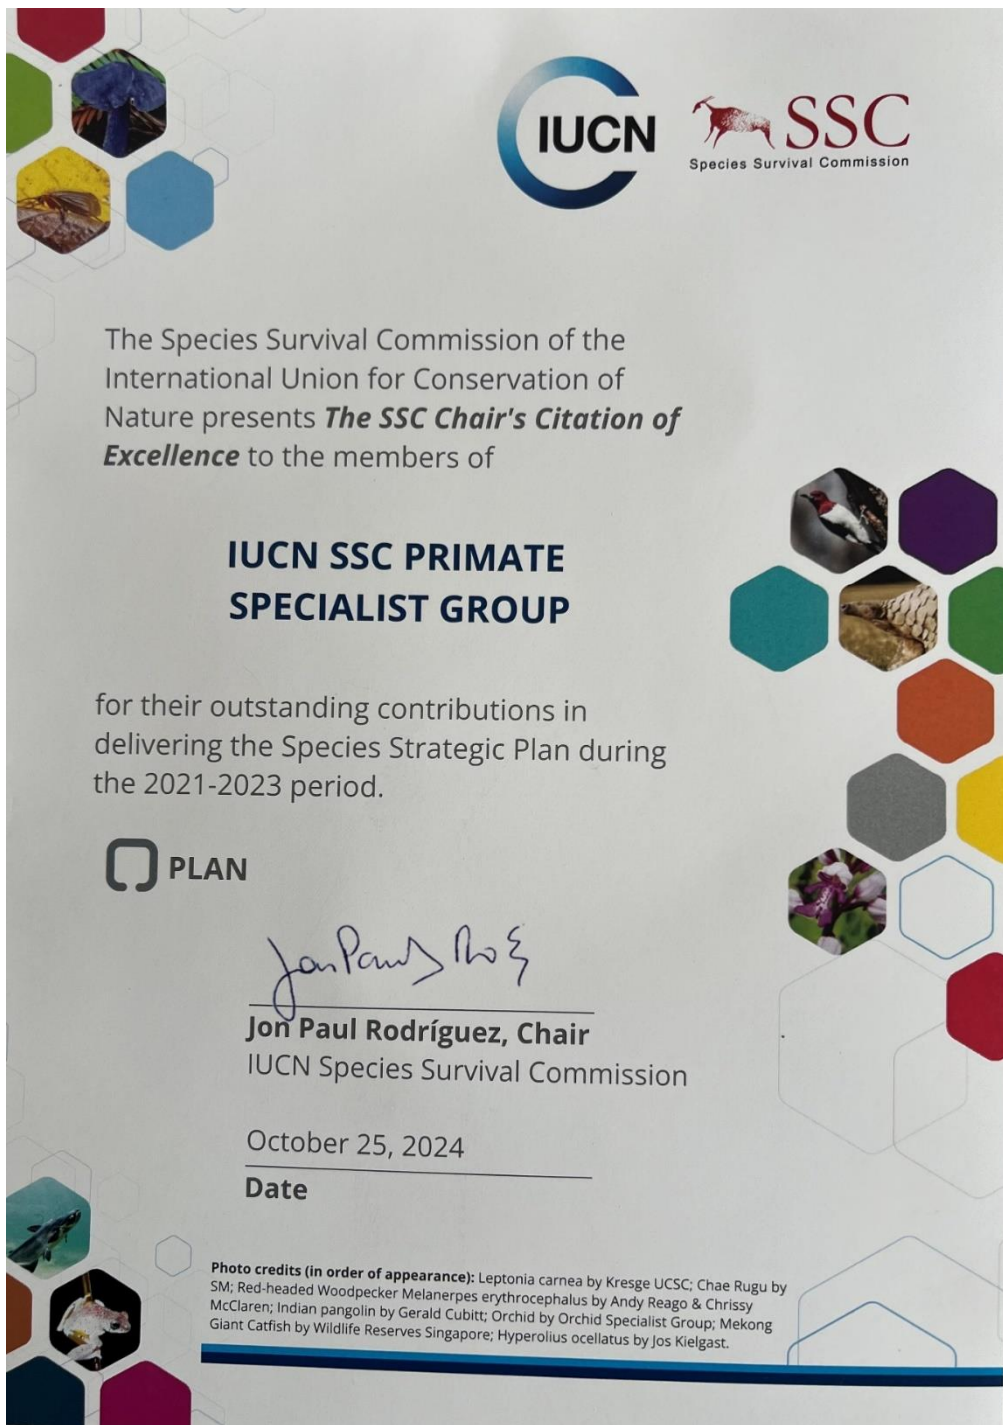 IUCN
SSC
Species Survival Commission
The Species Survival Commission of the
International Union for Conservation of
Nature presents The SSC Chair's Citation of
Excellence to the members of
IUCN SSC PRIMATE
SPECIALIST GROUP
for their outstanding contributions in
delivering the Species Strategic Plan during
the 2021-2023 period.
PLAN
Jon Paul Rodríguez, Chair
IUCN Species Survival Commission
October 25, 2024
Date
Photo credits (in order of appearance): Leptonia carnea by Kresge UCSC; Chae Rugu by
SM; Red-headed Woodpecker Melanerpes erythrocephalus by Andy Reago & Chrissy
McClaren; Indian pangolin by Gerald Cubitt; Orchid by Orchid Specialist Group; Mekong
Giant Catfish by Wildlife Reserves Singapore; Hyperolius ocellatus by Jos Kielgast.